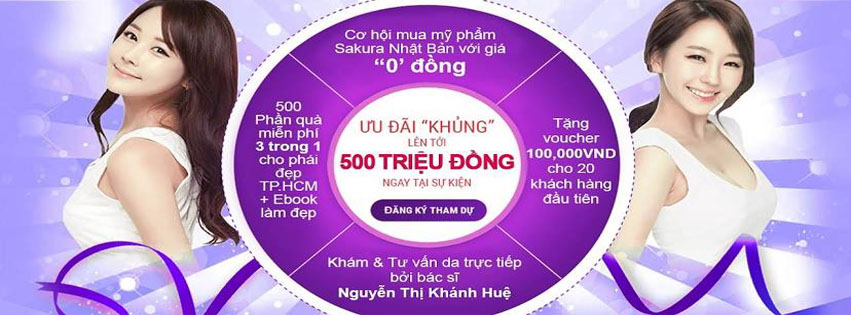 Cơ hội mua mỹ phẩm
Sakura Nhật Bản với giá
“0’ đồng
500
Phần quà
miễn phí
3 trong 1
cho phái
đẹp
TP.HCM
+ Ebook
làm đẹp
ƯU ĐÃI “KHỦNG”
LÊN TỚI
500 TRIỆU ĐỒNG
NGAY TẠI SỰ KIỆN
ĐĂNG KÝ THAM DỰ
Tặng
voucher
100,000VND
cho 20
khách hàng
đầu tiên
Khám & Tư vấn da trực tiếp
bởi bác sĩ
Nguyễn Thị Khánh Huệ